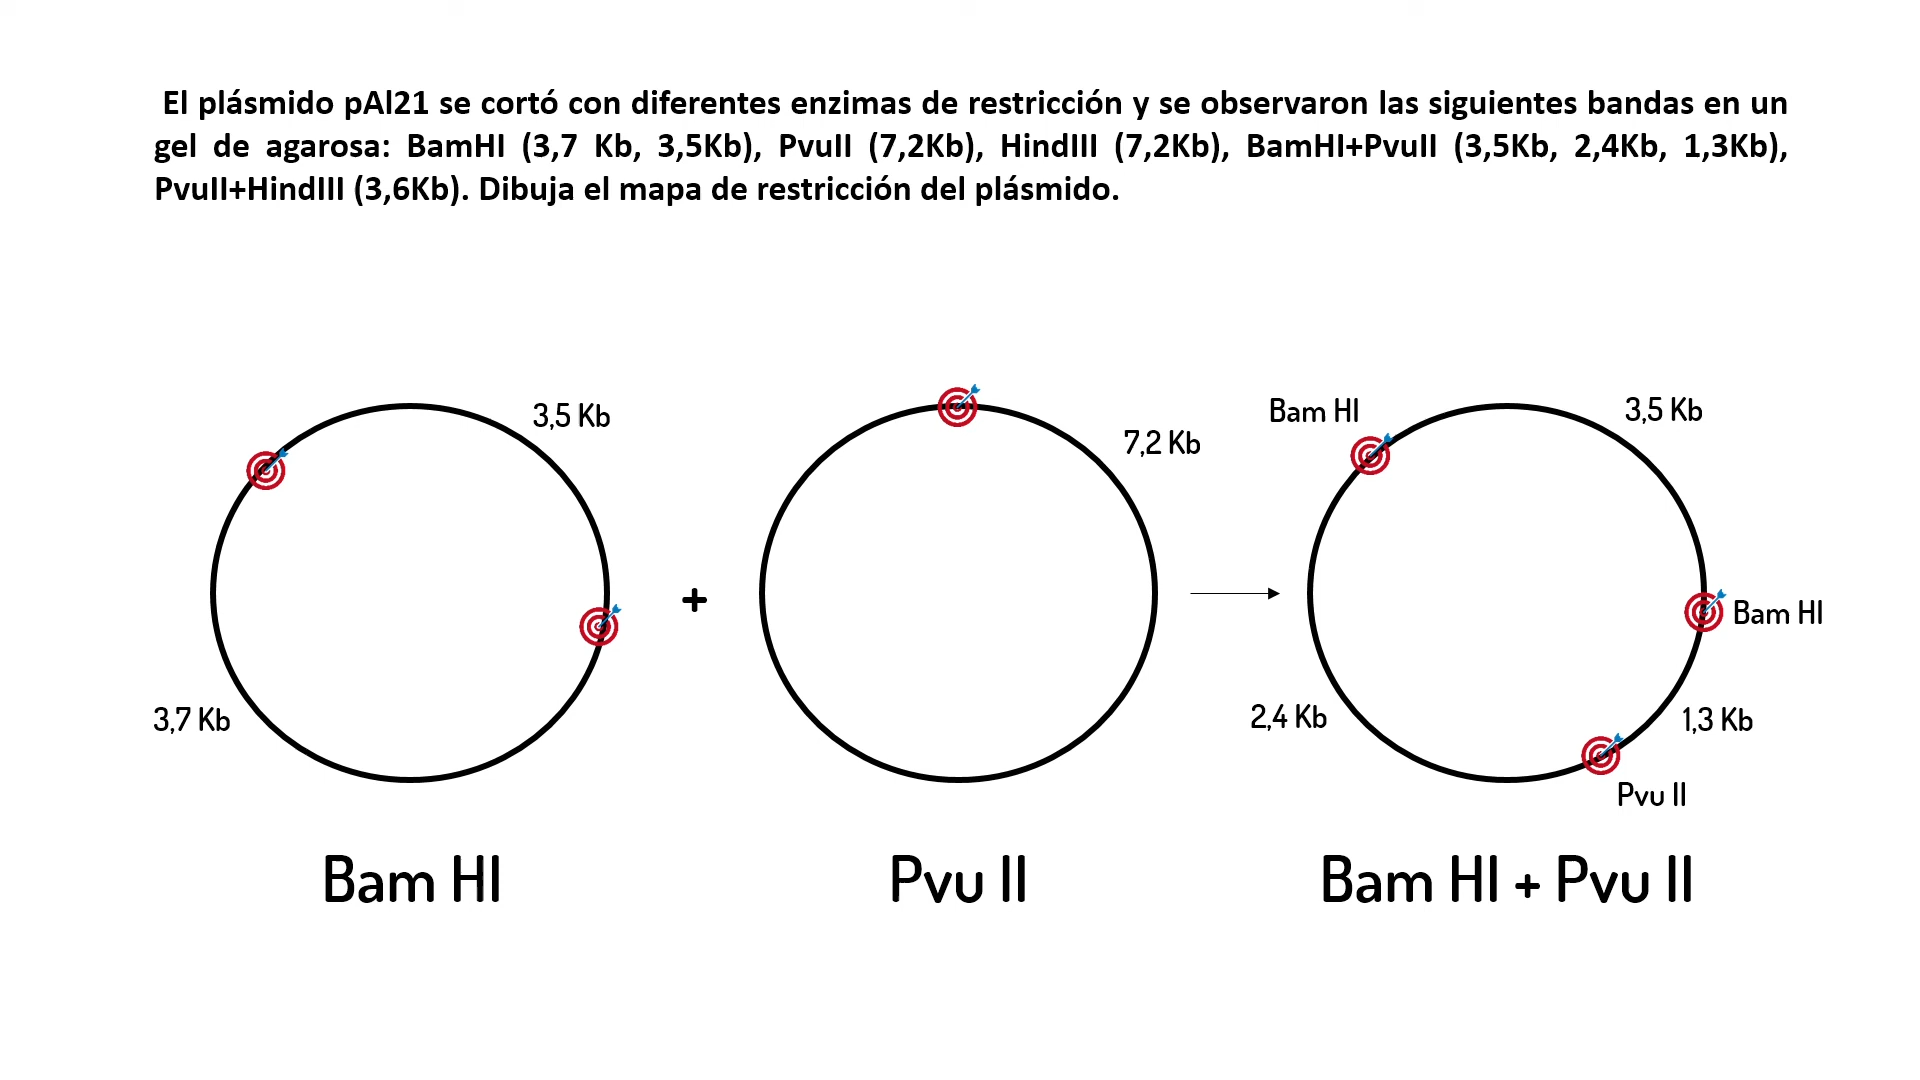 El plásmido pAl21 se cortó con diferentes enzimas de restricción y se observaron las siguientes bandas en un
gel de agarosa: BamHI (3,7 Kb, 3,5Kb), PvuII (7,2Kb), HindIII (7,2Kb), BamHI+PvuII (3,5Kb, 2,4Kb, 1,3Kb),
PvuII+HindIII (3,6Kb). Dibuja el mapa de restricción del plásmido.
3,5 Kb
3,7 Kb
Bam HI
+
7,2 Kb
Pvu II
Bam HI
3,5 Kb
Bam HI
2,4 Kb
1,3 Kb
Pvu II
Bam HI + Pvu II